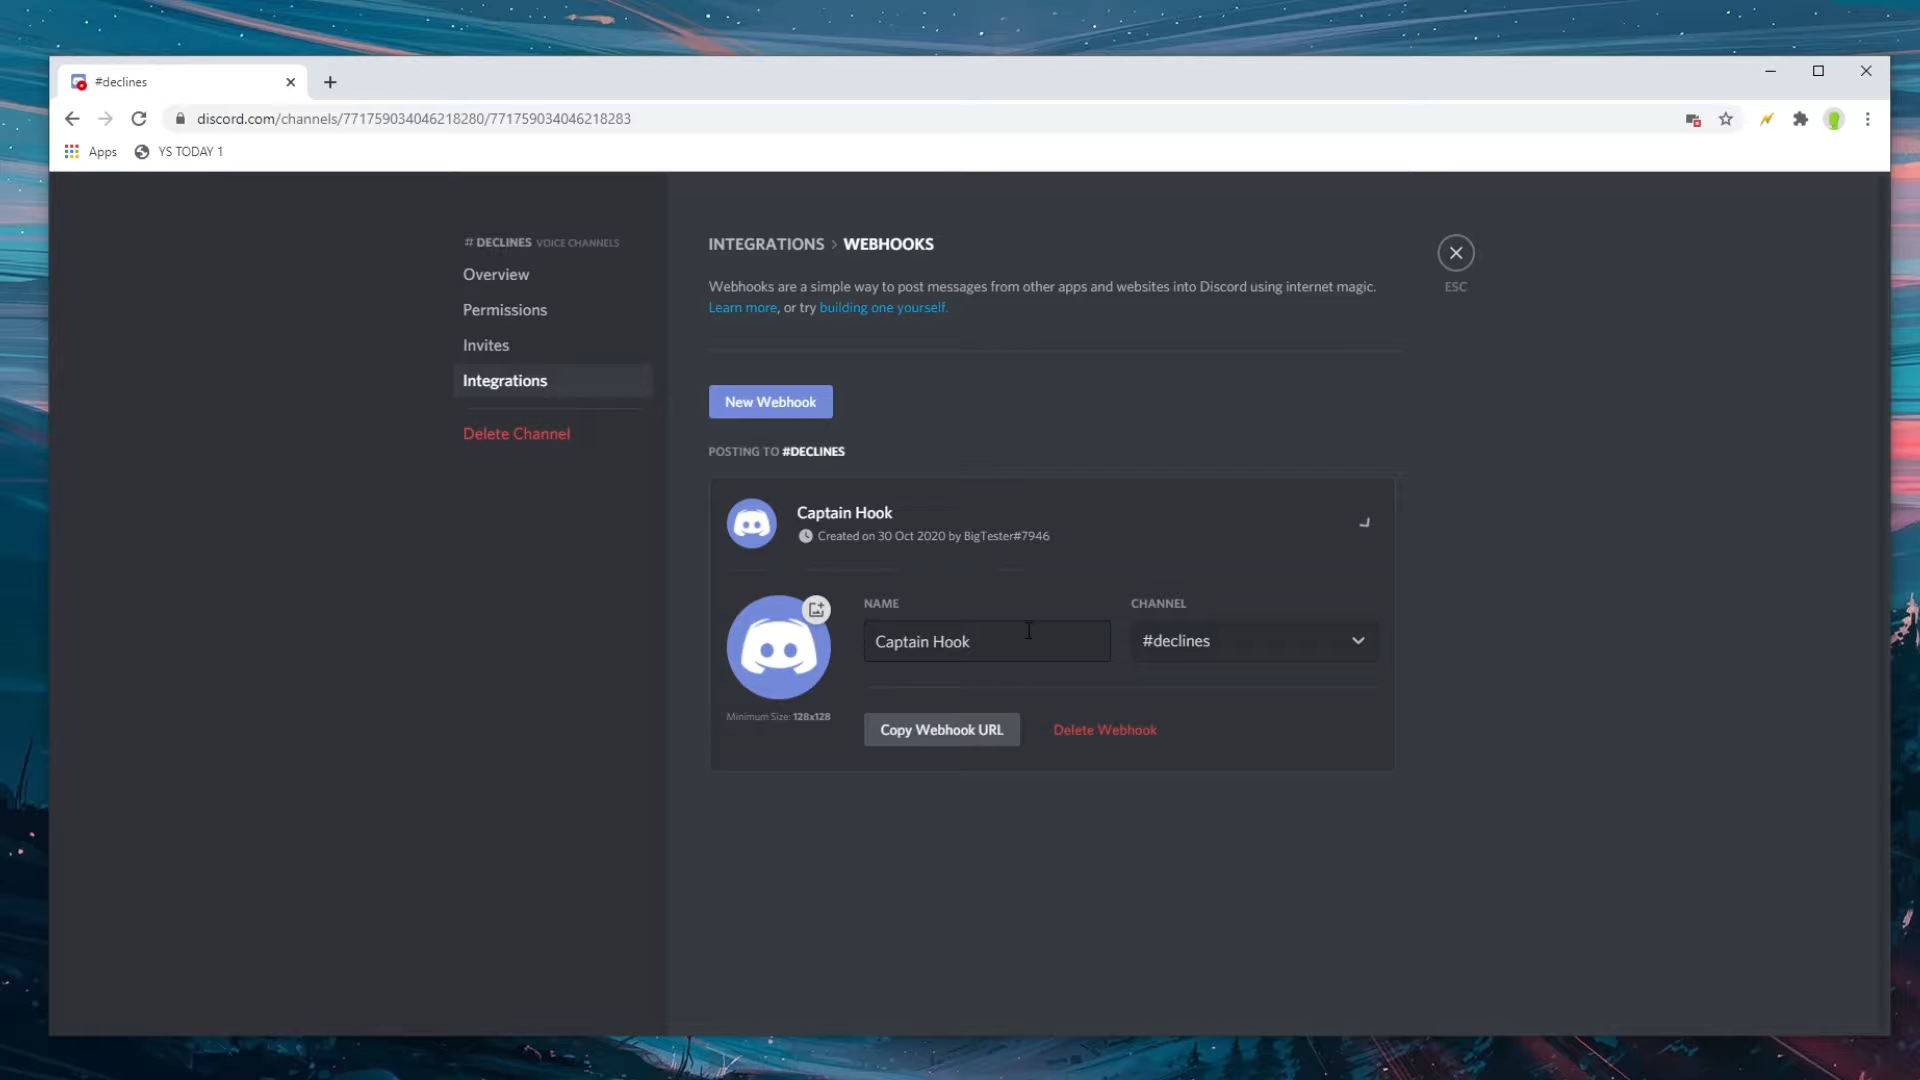 #declines
discord.com/channels/771759034046218280/771759034046218283
Apps
YS TODAY 1
# DECLINES VOICE CHANNELS
Overview
Permissions
Invites
Integrations
Delete Channel
INTEGRATIONS > WEBHOOKS
ESC
Webhooks are a simple way to post messages from other apps and websites into Discord using internet magic.
Learn more, or try building one yourself.
New Webhook
POSTING TO #DECLINES
Captain Hook
Created on 30 Oct 2020 by BigTester#7946
NAME
CHANNEL
Captain Hook
#declines
Minimum Size: 128x128
Copy Webhook URL
Delete Webhook